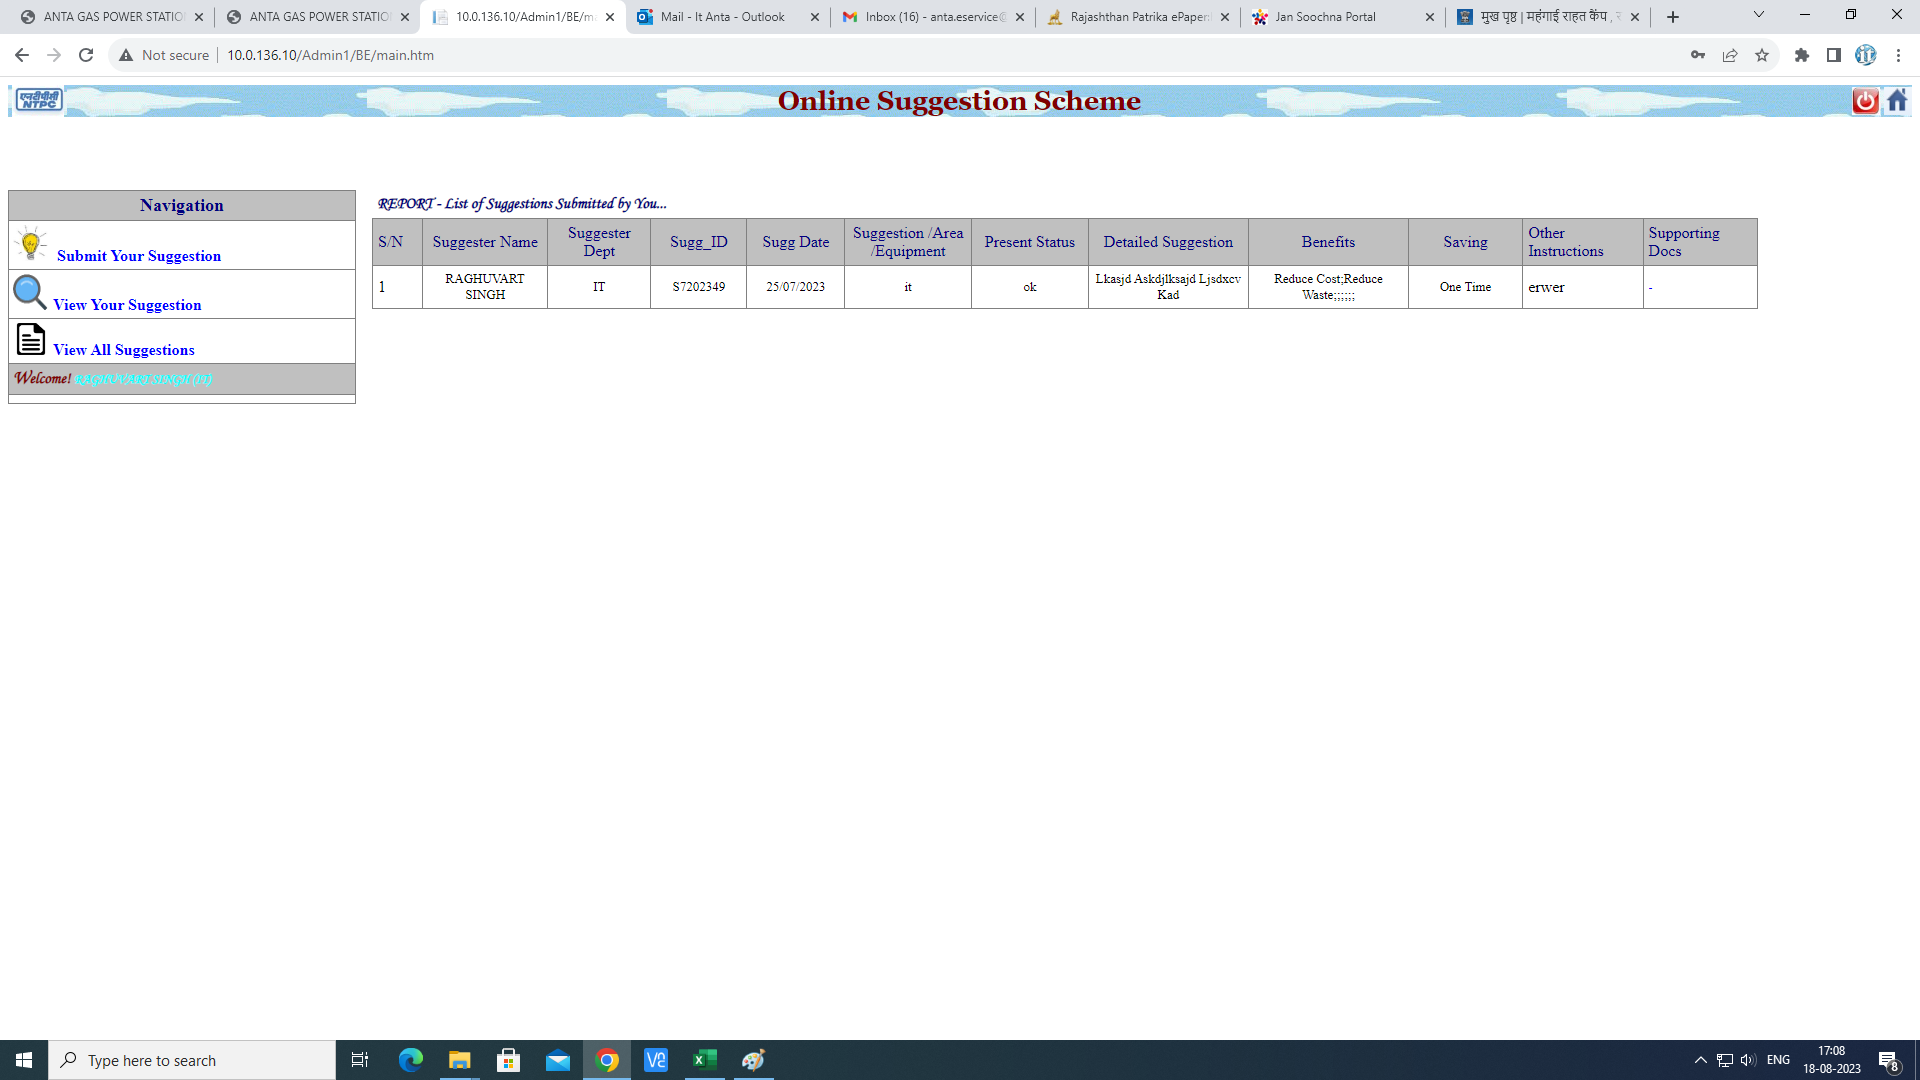 ANTA GAS POWER STATIO
ANTA GAS POWER STATIO
10.0.136.10/Admin1/BE/m
Mail - It Anta - Outlook
Inbox (16) - anta.eservice@
Rajashthan Patrika ePaper:
Jan Soochna Portal
मुख पृष्ठ | महंगाई राहत कैंप ,
Not secure
10.0.136.10/Admin1/BE/main.htm
एनटीपीसी
NTPC
Online Suggestion Scheme
Navigation
Submit Your Suggestion
View Your Suggestion
View All Suggestions
Welcome! RAGHUVART SINGH (IT)
REPORT - List of Suggestions Submitted by You...
S/N Suggester Name Suggester Dept Sugg_ID Sugg Date Suggestion /Area /Equipment Present Status Detailed Suggestion Benefits Saving Other Instructions Supporting Docs
1 RAGHUVART SINGH IT S7202349 25/07/2023 it ok Lkasjd Askdjlksajd Ljsdxcv Kad Reduce Cost;Reduce Waste;;;;;; One Time erwer -
Type here to search
ENG
17:08
18-08-2023
8